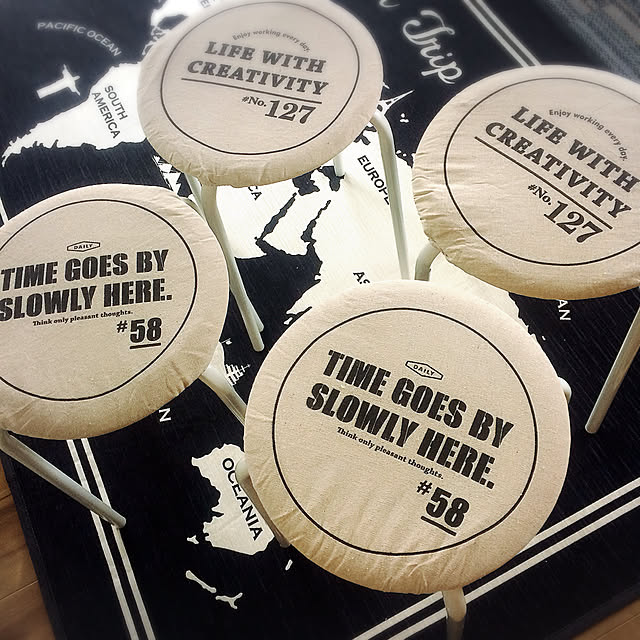 PACIFIC OCEAN
SOUTH
AMERICA
Trip
Enjoy working every day.
LIFE WITH
CREATIVITY
#No. 127
Enjoy working every day.
LIFE WITH
CREATIVITY
#No. 127
EUROPE
DAILY
TIME GOES BY
SLOWLY HERE.
Think only pleasant thoughts.
#58
DAILY
TIME GOES BY
SLOWLY HERE.
Think only pleasant thoughts.
#58
OCEANIA